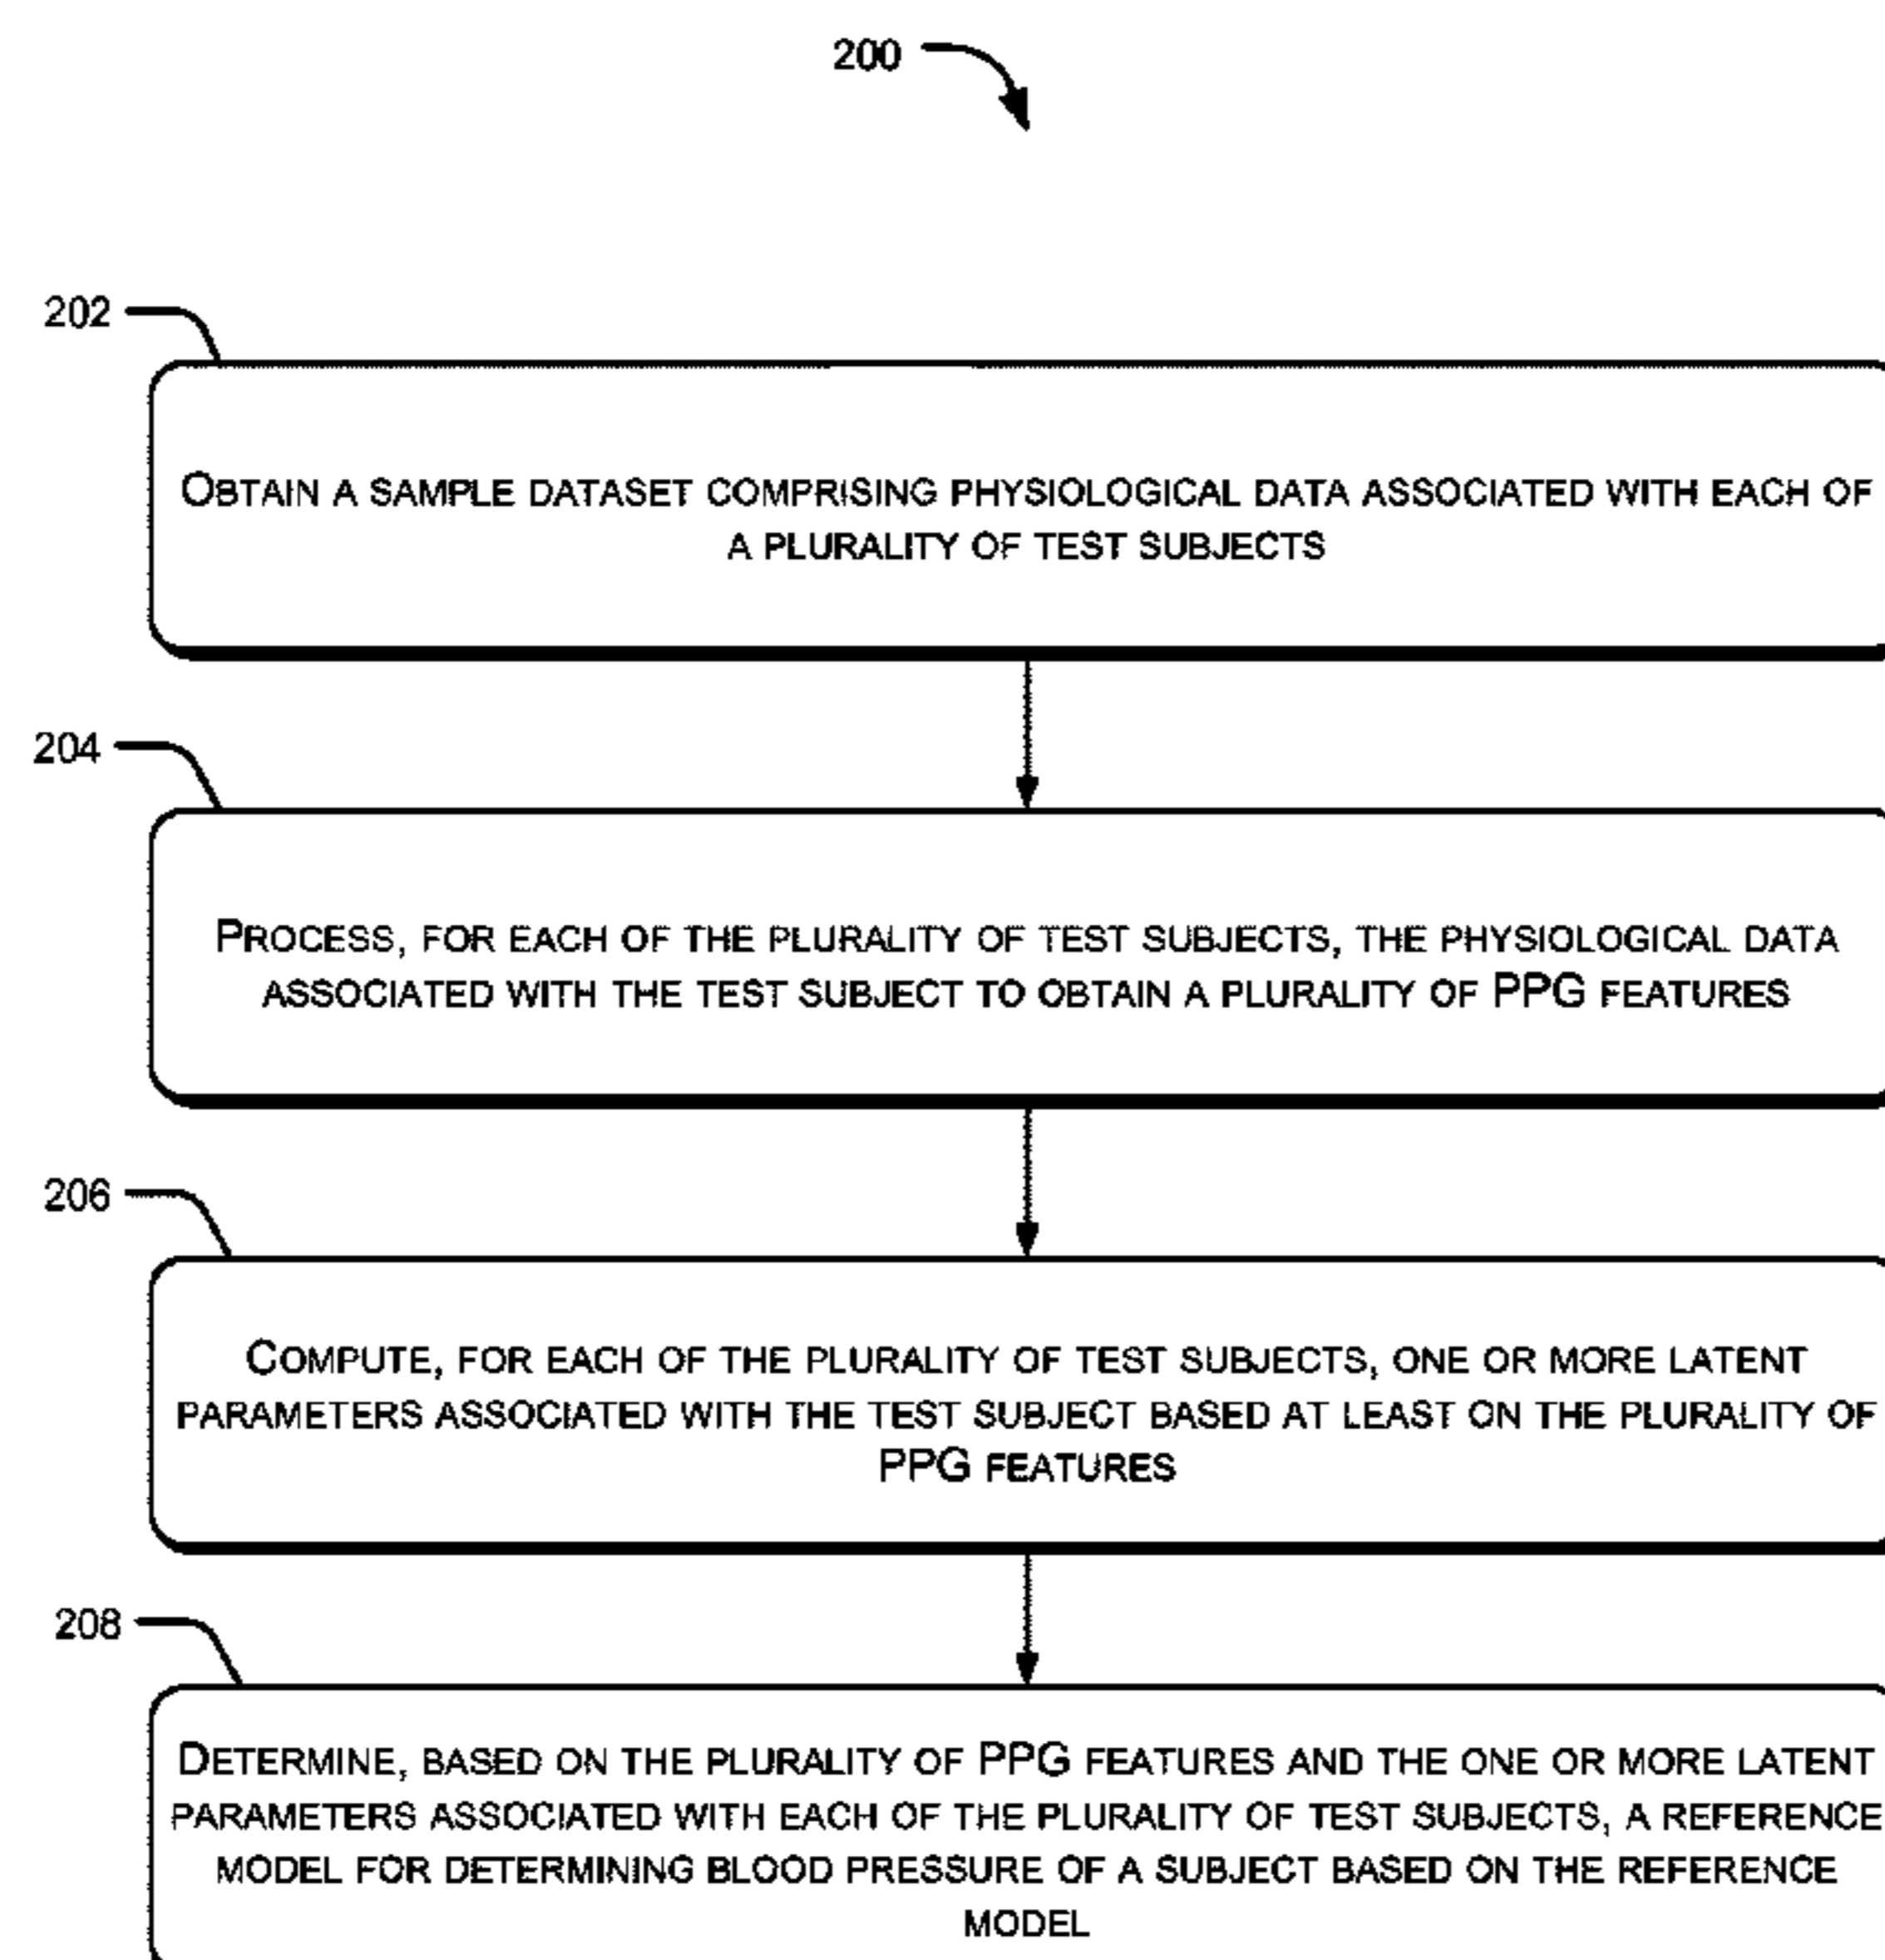 200
202
OBTAIN A SAMPLE DATASET COMPRISING PHYSIOLOGICAL DATA ASSOCIATED WITH EACH OF
A PLURALITY OF TEST SUBJECTS
204
PROCESS, FOR EACH OF THE PLURALITY OF TEST SUBJECTS, THE PHYSIOLOGICAL DATA
ASSOCIATED WITH THE TEST SUBJECT TO OBTAIN A PLURALITY OF PPG FEATURES
206
COMPUTE, FOR EACH OF THE PLURALITY OF TEST SUBJECTS, ONE OR MORE LATENT
PARAMETERS ASSOCIATED WITH THE TEST SUBJECT BASED AT LEAST ON THE PLURALITY OF
PPG FEATURES
208
DETERMINE, BASED ON THE PLURALITY OF PPG FEATURES AND THE ONE OR MORE LATENT
PARAMETERS ASSOCIATED WITH EACH OF THE PLURALITY OF TEST SUBJECTS, A REFERENCE
MODEL FOR DETERMINING BLOOD PRESSURE OF A SUBJECT BASED ON THE REFERENCE
MODEL